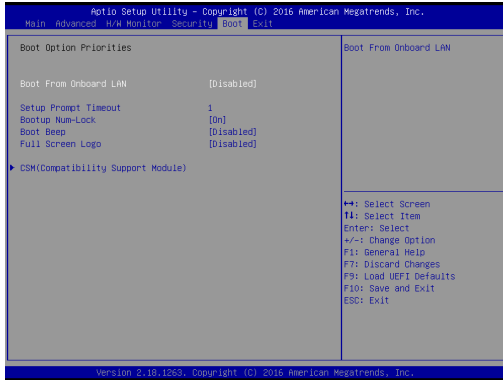 Aptio Setup Utility – Copyright (C) 2016 American Megatrends, Inc.
Main Advanced H/W Monitor Security Boot Exit
Boot Option Priorities
Boot From Onboard LAN [Disabled]
Setup Prompt Timeout 1
Bootup Num-Lock [On]
Boot Beep [Disabled]
Full Screen Logo [Disabled]
CSM(Compatibility Support Module)
Boot From Onboard LAN
↔: Select Screen
↑↓: Select Item
Enter: Select
+/-: Change Option
F1: General Help
F7: Discard Changes
F9: Load UEFI Defaults
F10: Save and Exit
ESC: Exit
Version 2.18.1263. Copyright (C) 2016 American Megatrends, Inc.